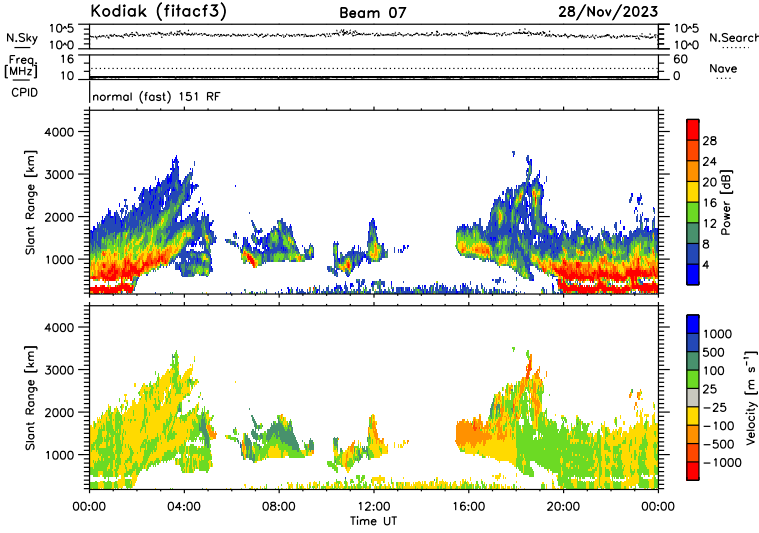 Kodiak (fitacf3) Beam 07 28/Nov/2023
N.Sky 10^5 10^0 10^5 10^0 N.Search
Freq. [MHz] 16 10 60 0 Nave
CPID normal (fast) 151 RF
Slant Range [km] 4000 3000 2000 1000
Power [dB] 28 24 20 16 12 8 4
Slant Range [km] 4000 3000 2000 1000
Velocity [m s^-1] 1000 500 100 25 -25 -100 -500 -1000
00:00 04:00 08:00 12:00 16:00 20:00 00:00
Time UT